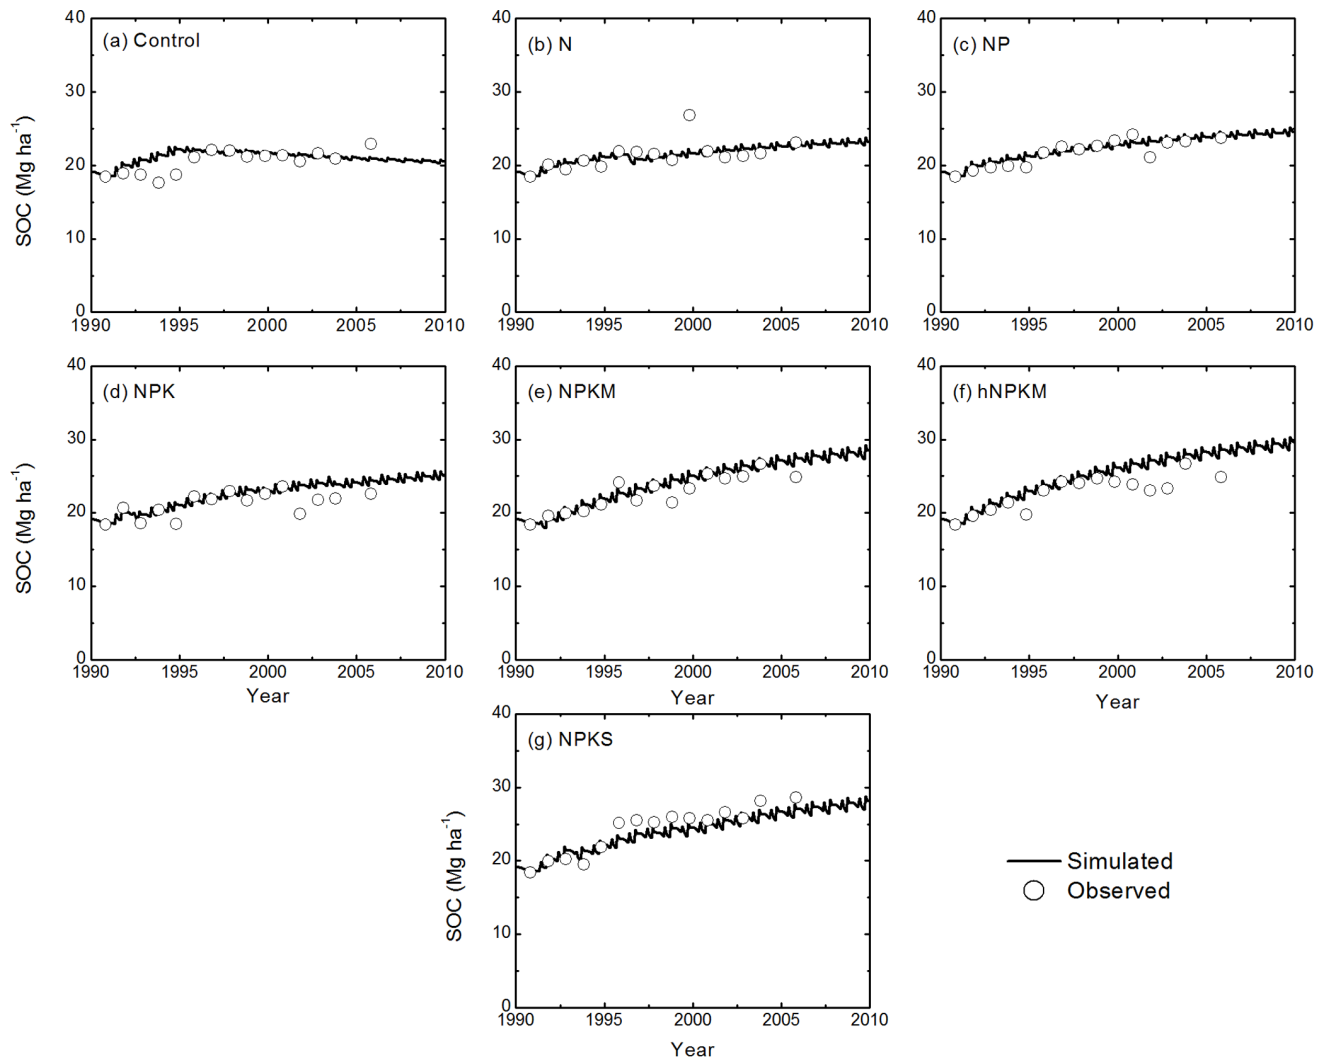 (a) Control
(b) N
(c) NP
40
30
20
10
0
SOC (Mg ha⁻¹)
1990 1995 2000 2005 2010
40
30
20
10
0
1990 1995 2000 2005 2010
40
30
20
10
0
1990 1995 2000 2005 2010
(d) NPK
(e) NPKM
(f) hNPKM
40
30
20
10
0
SOC (Mg ha⁻¹)
1990 1995 2000 2005 2010
Year
40
30
20
10
0
1990 1995 2000 2005 2010
Year
40
30
20
10
0
1990 1995 2000 2005 2010
Year
(g) NPKS
40
30
20
10
0
SOC (Mg ha⁻¹)
1990 1995 2000 2005 2010
Year
Simulated
Observed